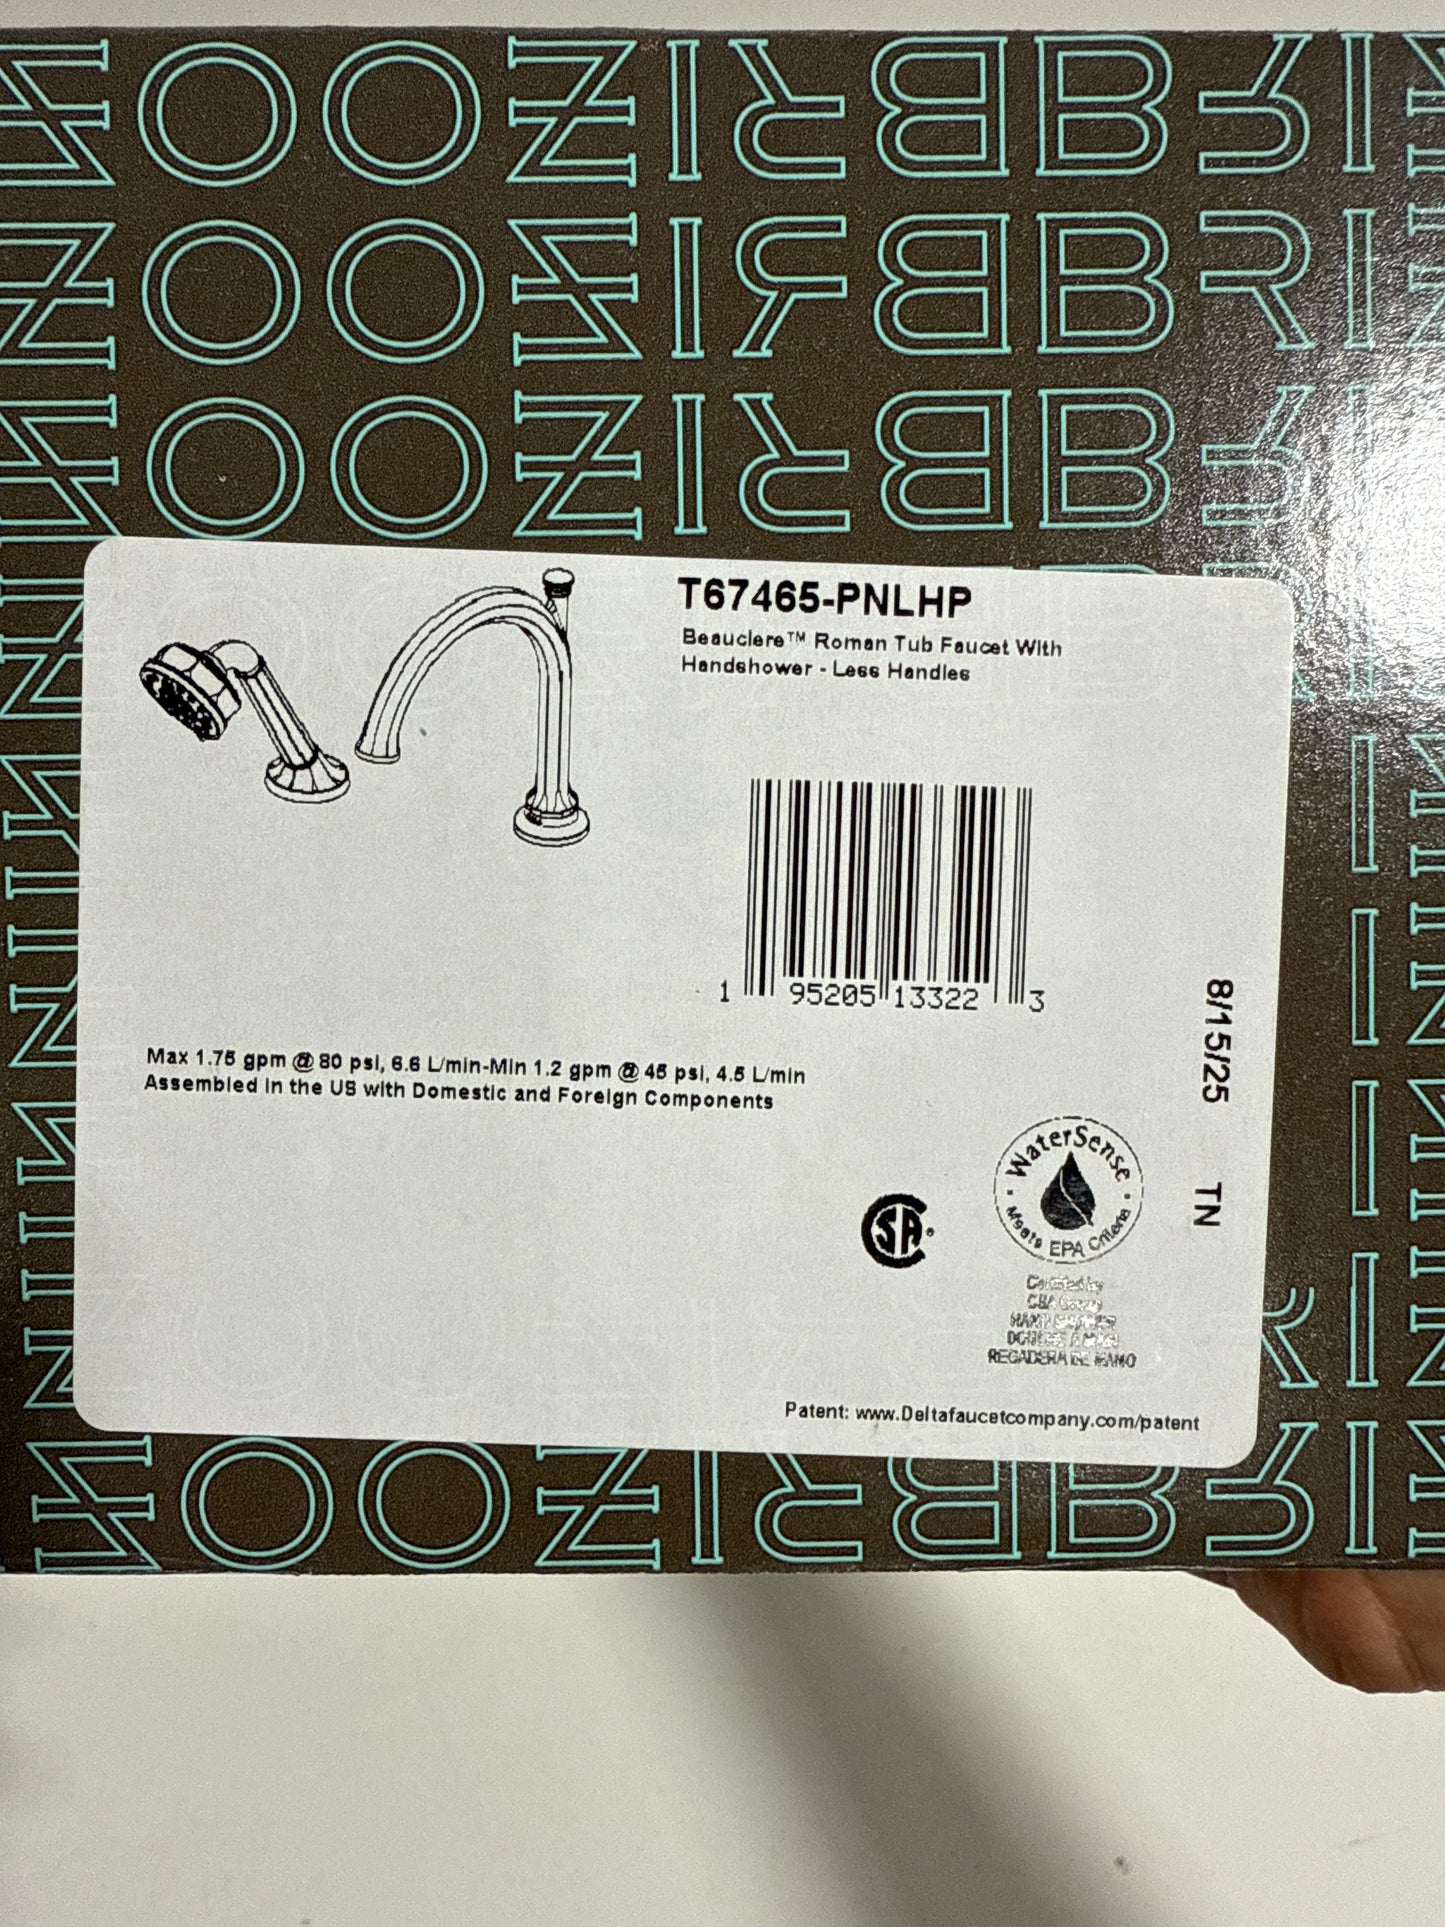 T67465-PNLHP
Beauclere™ Roman Tub Faucet With
Handshower - Less Handles
1 95205 13322 3
Max 1.75 gpm @ 80 psi, 6.6 L/min-Min 1.2 gpm @ 45 psi, 4.5 L/min
Assembled in the US with Domestic and Foreign Components
8/15/25 TN
WaterSense
Meets EPA Criteria
SA®
Certified by
REGADERA DE MANO
Patent: www.Deltafaucetcompany.com/patent